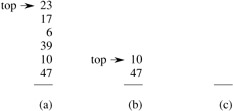 top → 23
17
6
39
10
top → 10
47
47
(a)
(b)
(c)